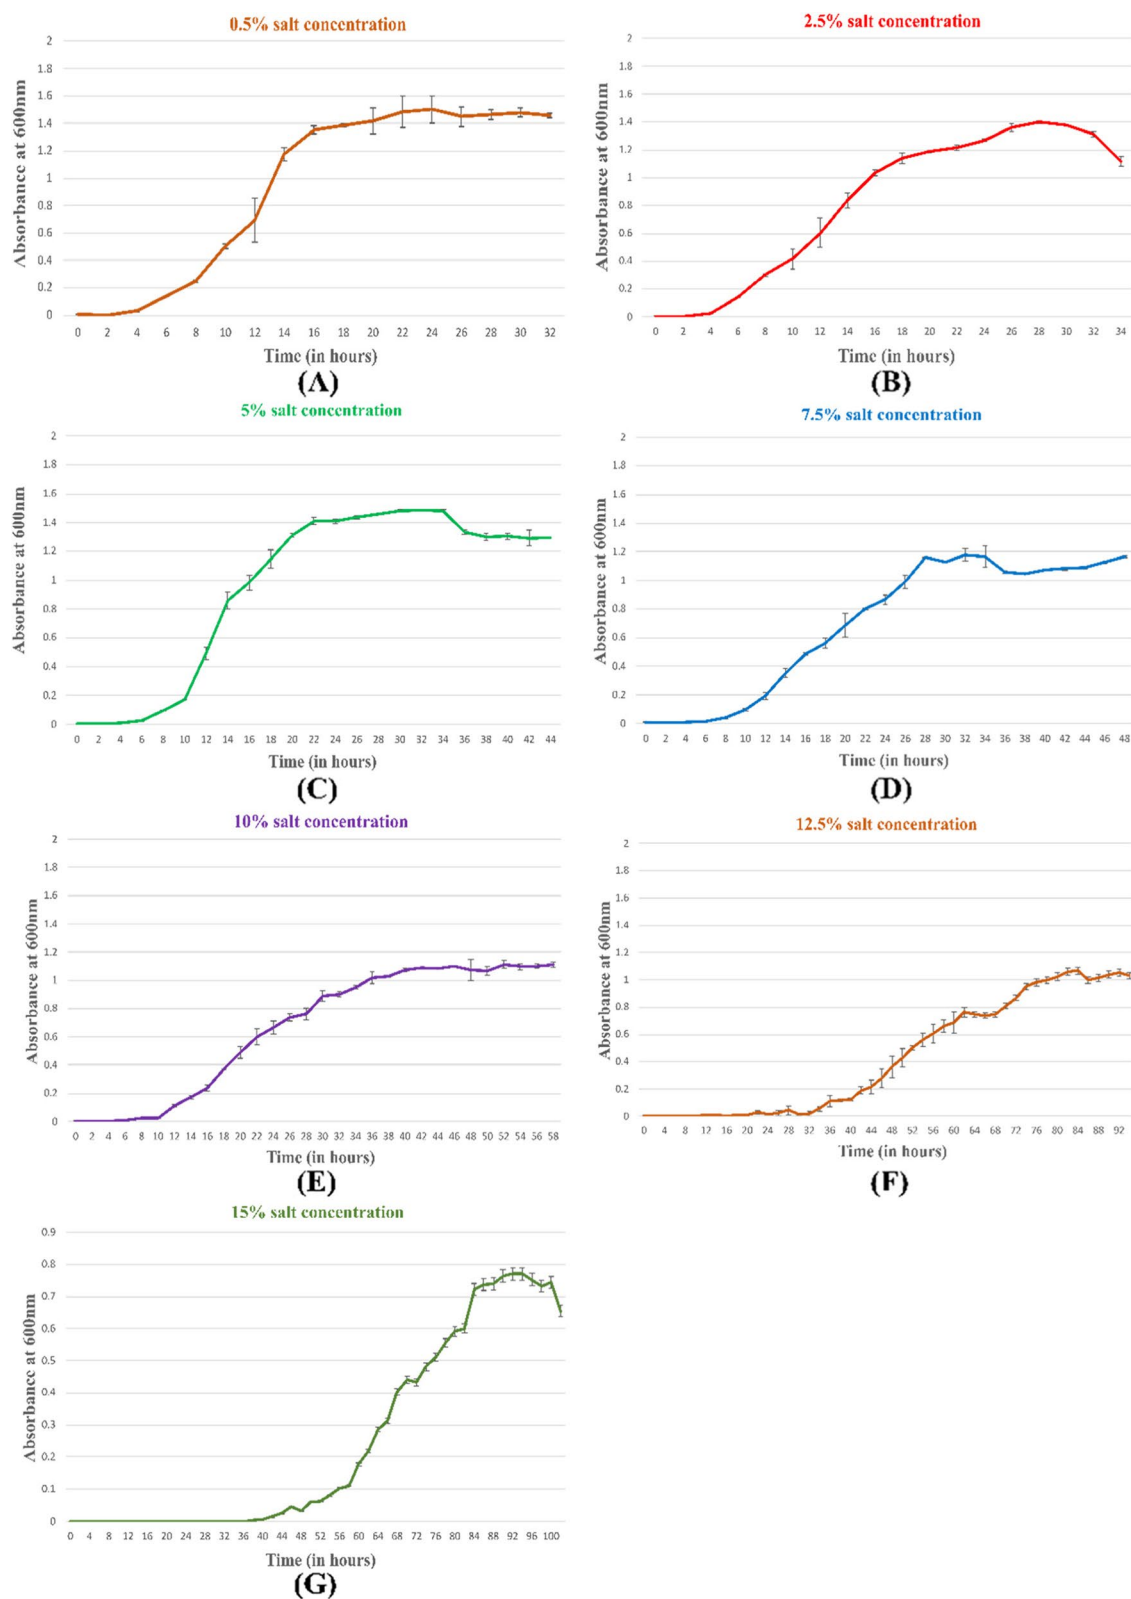 0.5% salt concentration
2
1.8
1.6
1.4
1.2
1
0.8
0.6
0.4
0.2
0
Absorbance at 600nm
0 2 4 6 8 10 12 14 16 18 20 22 24 26 28 30 32
Time (in hours)
(A)
2.5% salt concentration
2
1.8
1.6
1.4
1.2
1
0.8
0.6
0.4
0.2
0
Absorbance at 600nm
0 2 4 6 8 10 12 14 16 18 20 22 24 26 28 30 32 34
Time (in hours)
(B)
5% salt concentration
2
1.8
1.6
1.4
1.2
1
0.8
0.6
0.4
0.2
0
Absorbance at 600nm
0 2 4 6 8 10 12 14 16 18 20 22 24 26 28 30 32 34 36 38 40 42 44
Time (in hours)
(C)
7.5% salt concentration
2
1.8
1.6
1.4
1.2
1
0.8
0.6
0.4
0.2
0
Absorbance at 600nm
0 2 4 6 8 10 12 14 16 18 20 22 24 26 28 30 32 34 36 38 40 42 44 46 48
Time (in hours)
(D)
10% salt concentration
2
1.8
1.6
1.4
1.2
1
0.8
0.6
0.4
0.2
0
Absorbance at 600nm
0 2 4 6 8 10 12 14 16 18 20 22 24 26 28 30 32 34 36 38 40 42 44 46 48 50 52 54 56 58
Time (in hours)
(E)
12.5% salt concentration
2
1.8
1.6
1.4
1.2
1
0.8
0.6
0.4
0.2
0
Absorbance at 600nm
0 4 8 12 16 20 24 28 32 36 40 44 48 52 56 60 64 68 72 76 80 84 88 92
Time (in hours)
(F)
15% salt concentration
0.9
0.8
0.7
0.6
0.5
0.4
0.3
0.2
0.1
0
Absorbance at 600nm
0 4 8 12 16 20 24 28 32 36 40 44 48 52 56 60 64 68 72 76 80 84 88 92 96 100
Time (in hours)
(G)